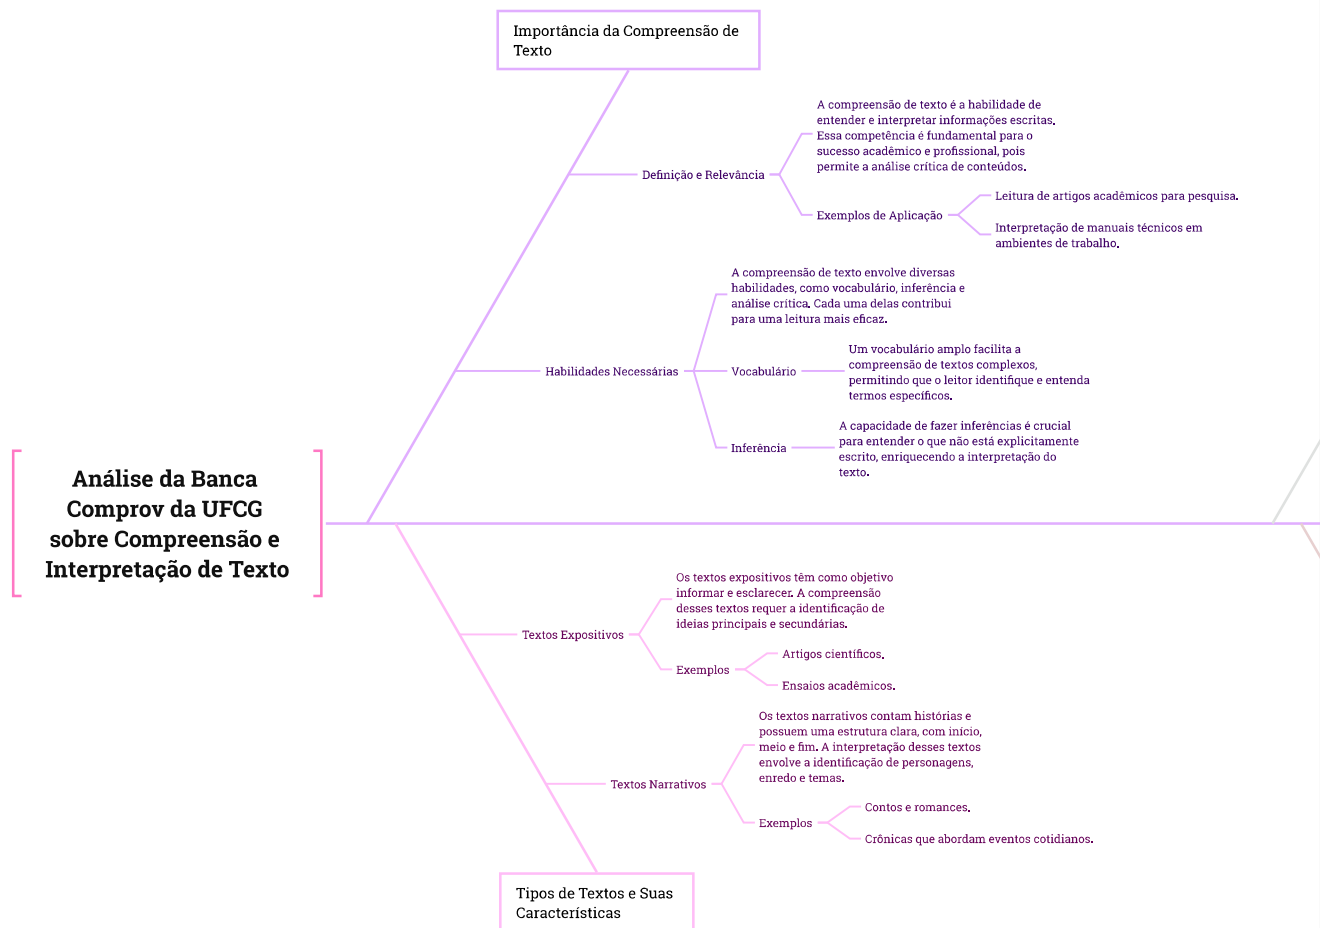 Importância da Compreensão de
Texto
A compreensão de texto é a habilidade de
entender e interpretar informações escritas.
Essa competência é fundamental para o
sucesso acadêmico e profissional, pois
permite a análise crítica de conteúdos.
Definição e Relevância
Exemplos de Aplicação
Leitura de artigos acadêmicos para pesquisa.
Interpretação de manuais técnicos em
ambientes de trabalho.
A compreensão de texto envolve diversas
habilidades, como vocabulário, inferência e
análise crítica. Cada uma delas contribui
para uma leitura mais eficaz.
Habilidades Necessárias
Vocabulário
Um vocabulário amplo facilita a
compreensão de textos complexos,
permitindo que o leitor identifique e entenda
termos específicos.
Inferência
A capacidade de fazer inferências é crucial
para entender o que não está explicitamente
escrito, enriquecendo a interpretação do
texto.
Análise da Banca
Comprov da UFCG
sobre Compreensão e
Interpretação de Texto
Os textos expositivos têm como objetivo
informar e esclarecer. A compreensão
desses textos requer a identificação de
ideias principais e secundárias.
Textos Expositivos
Exemplos
Artigos científicos.
Ensaios acadêmicos.
Os textos narrativos contam histórias e
possuem uma estrutura clara, com início,
meio e fim. A interpretação desses textos
envolve a identificação de personagens,
enredo e temas.
Textos Narrativos
Exemplos
Contos e romances.
Crônicas que abordam eventos cotidianos.
Tipos de Textos e Suas
Características